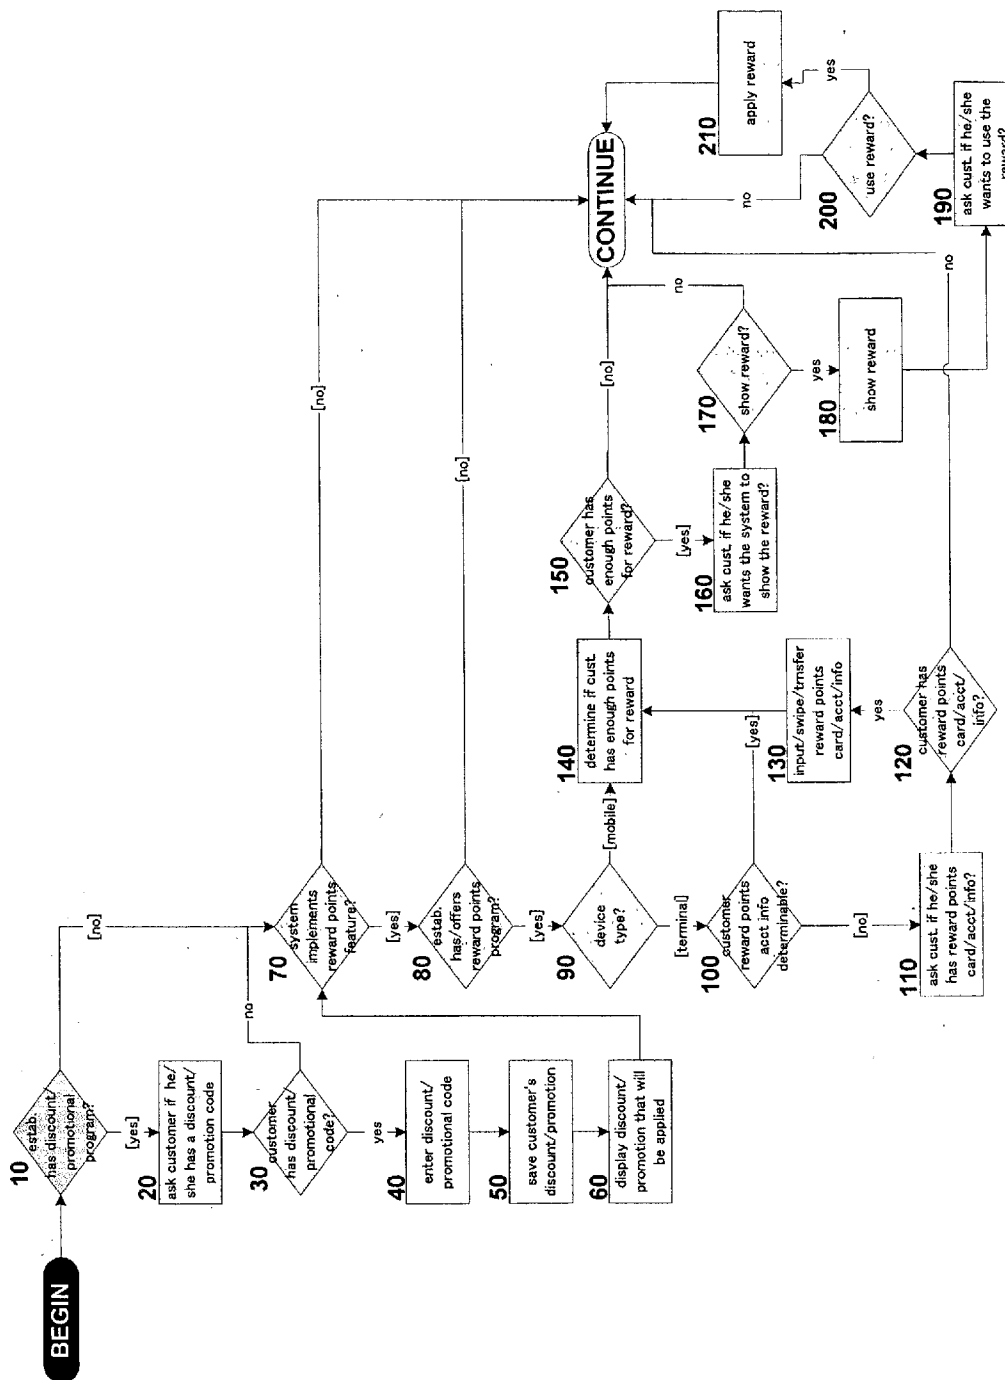 BEGIN
10
estab.
has discount/
promotional
program?
[no]
[yes]
20
ask customer if he/
she has a discount/
promotion code
30
customer
has discount/
promotional
code?
no
yes
40
enter discount/
promotional code
50
save customer's
discount/promotion
60
display discount/
promotion that will
be applied
70
system
implements
reward points
feature?
[no]
[yes]
80
estab.
has/offers
reward points
program?
[no]
[yes]
90
device
type?
[mobile]
[terminal]
100
customer
reward points
acct info
determinable?
[yes]
[no]
110
ask cust. if he/she
has reward points
card/acct/info?
120
customer has
reward points
card/acct/
info?
no
yes
130
input/swipe/trnsfer
reward points
card/acct/info
140
determine if cust.
has enough points
for reward
150
customer has
enough points
for reward?
[no]
[yes]
160
ask cust. if he/she
wants the system to
show the reward?
170
show reward?
no
yes
180
show reward
190
ask cust. if he/she
wants to use the
reward?
200
use reward?
no
yes
210
apply reward
CONTINUE